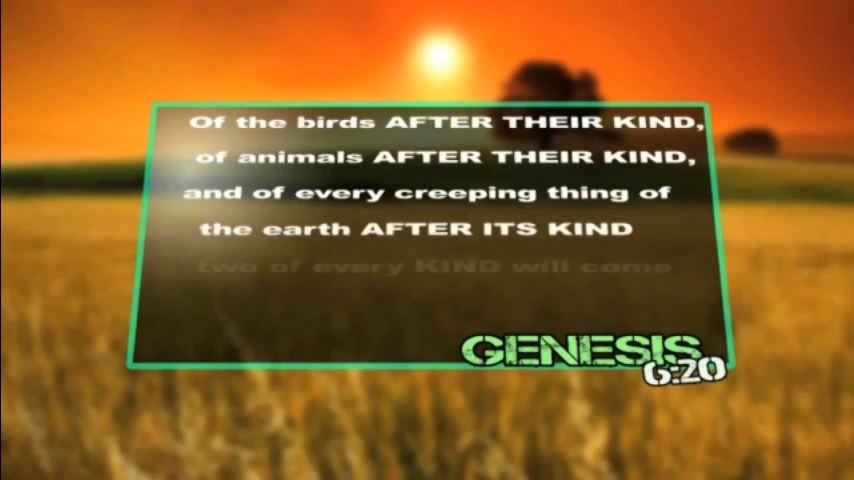 Of the birds AFTER THEIR KIND,
of animals AFTER THEIR KIND,
and of every creeping thing of
the earth AFTER ITS KIND
two of every KIND will come
GENESIS
6:20